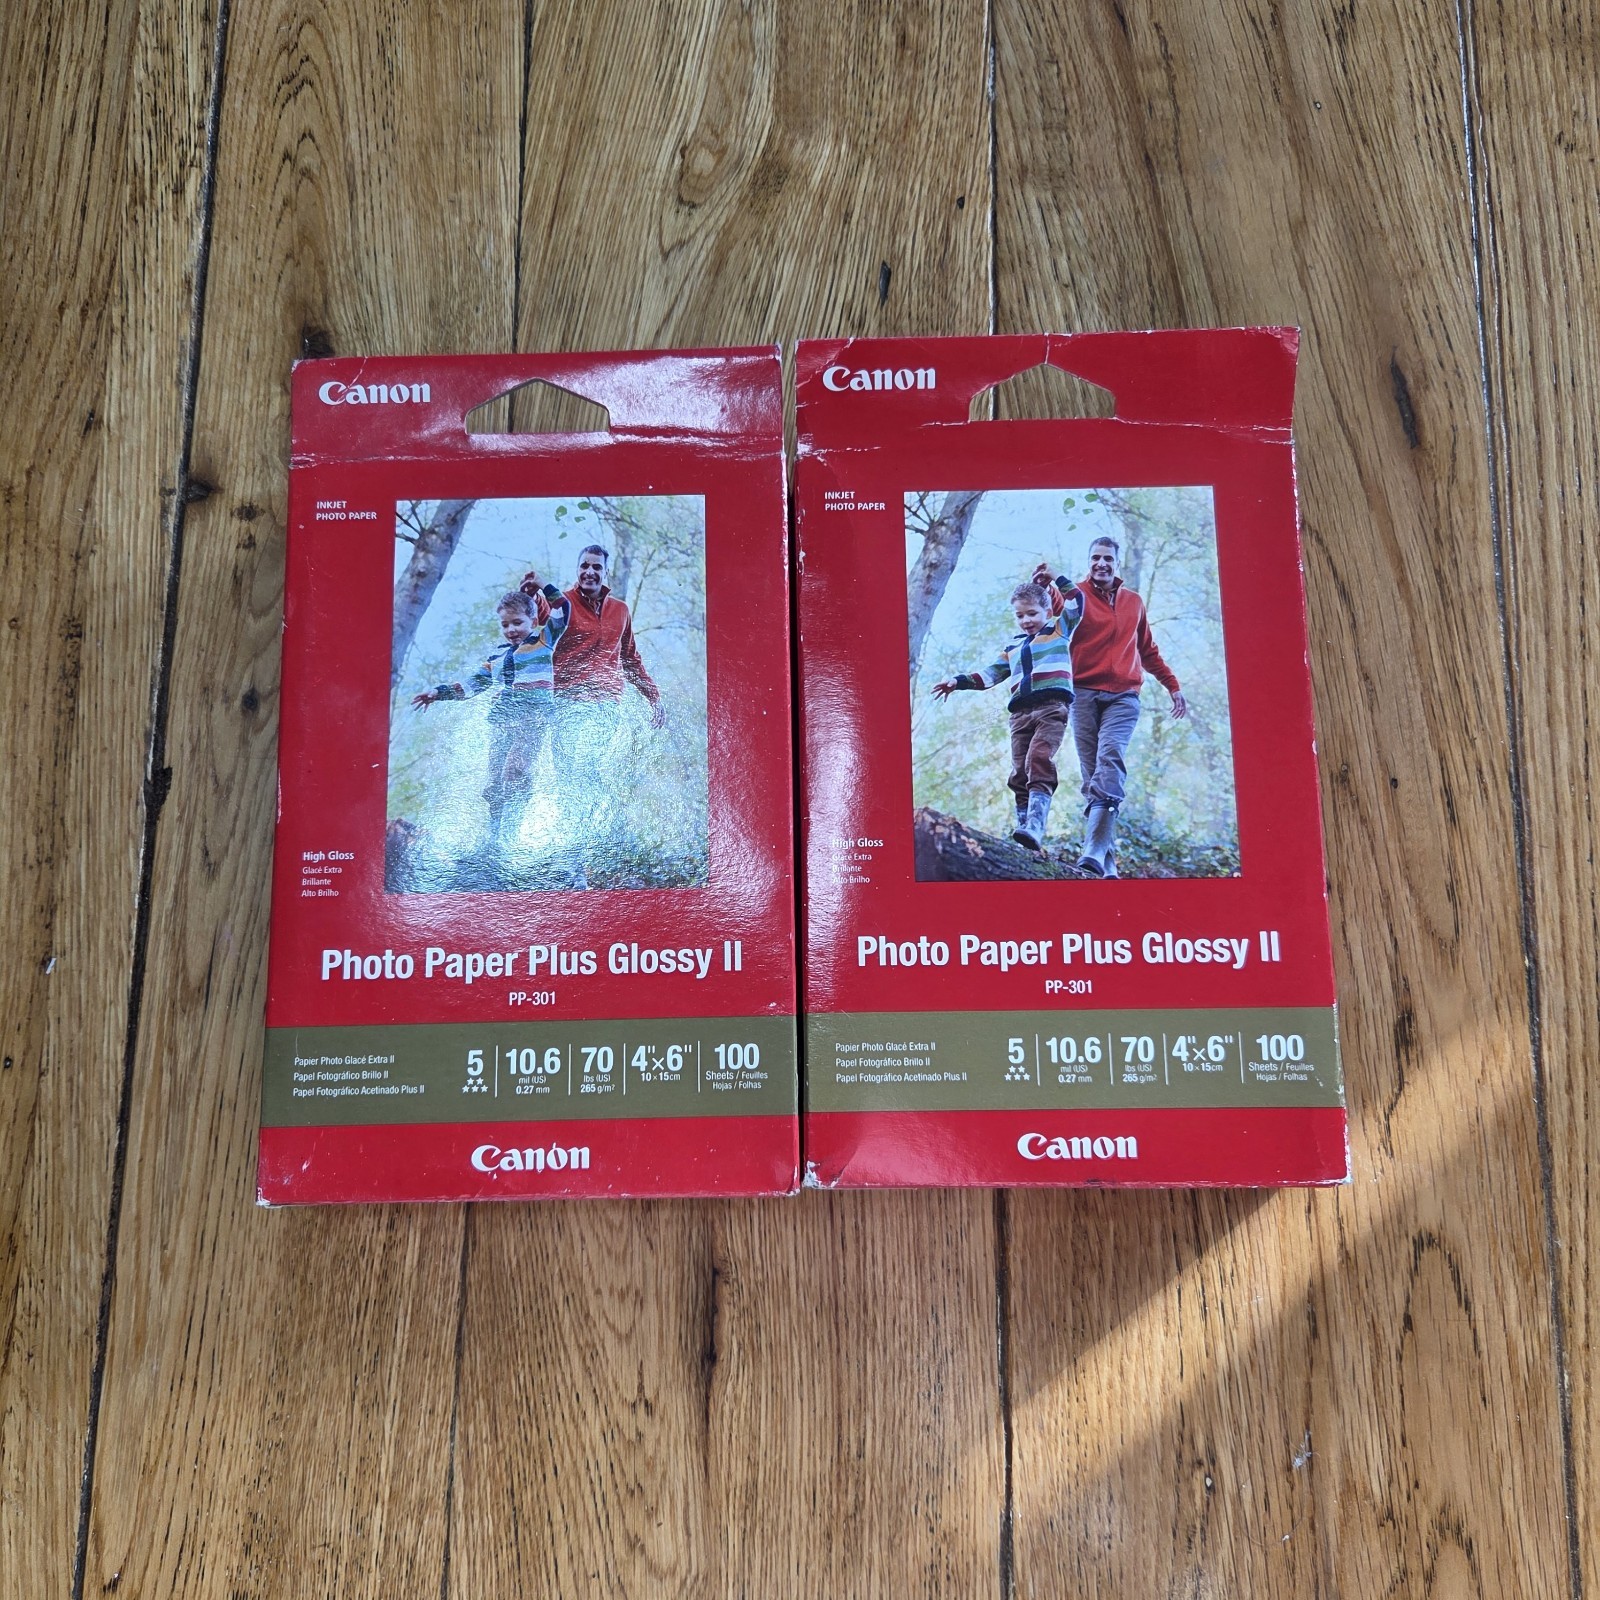 Canon
INKJET
PHOTO PAPER
High Gloss
Glacé Extra
Brillante
Alto Brilho
Photo Paper Plus Glossy II
PP-301
Papier Photo Glacé Extra II
Papel Fotográfico Brillo II
Papel Fotográfico Acetinado Plus II
5
10.6
mil (US)
0.27 mm
70
lbs (US)
265 g/m²
4"x6"
10 x 15cm
100
Sheets / Feuilles
Hojas / Folhas
Canon
Canon
INKJET
PHOTO PAPER
High Gloss
Glacé Extra
Brillante
Alto Brilho
Photo Paper Plus Glossy II
PP-301
Papier Photo Glacé Extra II
Papel Fotográfico Brillo II
Papel Fotográfico Acetinado Plus II
5
10.6
mil (US)
0.27 mm
70
lbs (US)
265 g/m²
4"x6"
10 x 15cm
100
Sheets / Feuilles
Hojas / Folhas
Canon